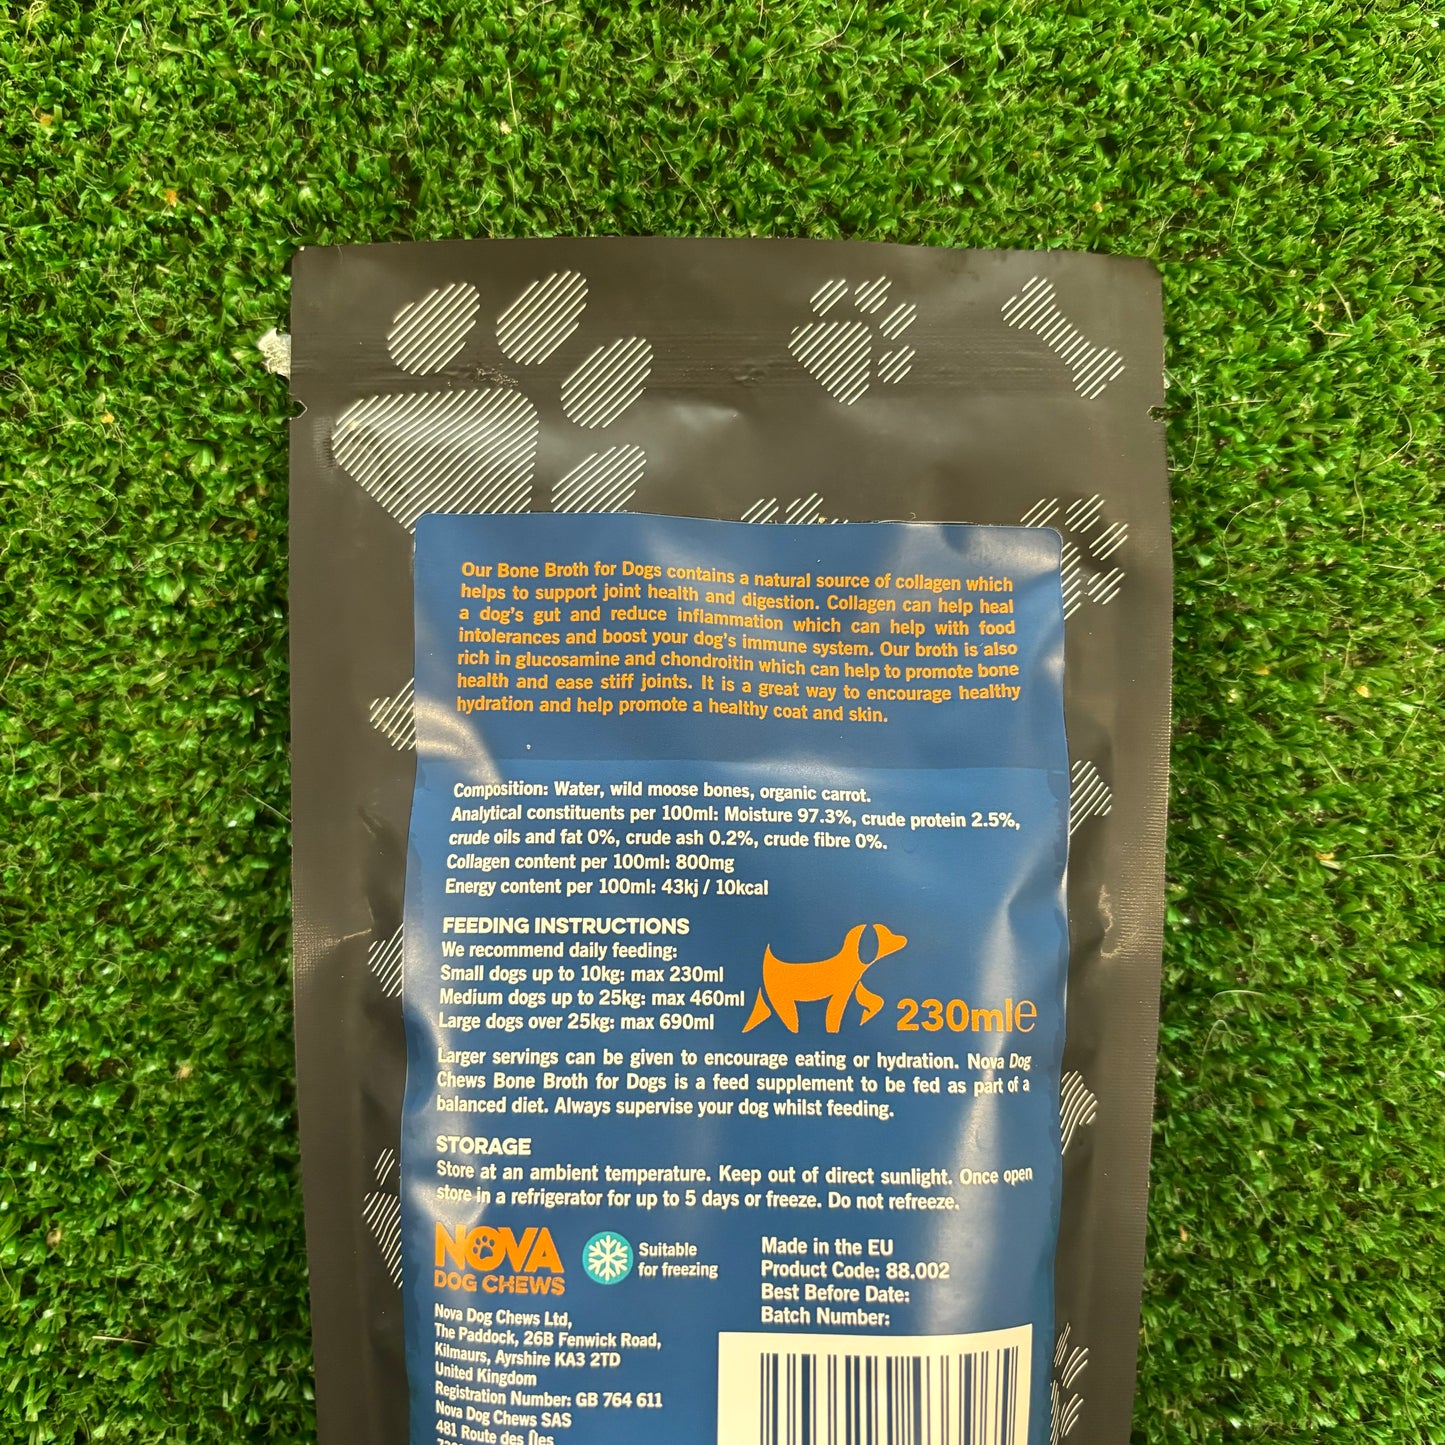 Our Bone Broth for Dogs contains a natural source of collagen which
helps to support joint health and digestion. Collagen can help heal
a dog's gut and reduce inflammation which can help with food
intolerances and boost your dog's immune system. Our broth is also
rich in glucosamine and chondroitin which can help to promote bone
health and ease stiff joints. It is a great way to encourage healthy
hydration and help promote a healthy coat and skin.
Composition: Water, wild moose bones, organic carrot.
Analytical constituents per 100ml: Moisture 97.3%, crude protein 2.5%,
crude oils and fat 0%, crude ash 0.2%, crude fibre 0%.
Collagen content per 100ml: 800mg
Energy content per 100ml: 43kj / 10kcal
FEEDING INSTRUCTIONS
We recommend daily feeding:
Small dogs up to 10kg: max 230ml
Medium dogs up to 25kg: max 460ml
Large dogs over 25kg: max 690ml
230ml℮
Larger servings can be given to encourage eating or hydration. Nova Dog
Chews Bone Broth for Dogs is a feed supplement to be fed as part of a
balanced diet. Always supervise your dog whilst feeding.
STORAGE
Store at an ambient temperature. Keep out of direct sunlight. Once open
store in a refrigerator for up to 5 days or freeze. Do not refreeze.
NOVA
DOG CHEWS
Suitable
for freezing
Made in the EU
Product Code: 88.002
Best Before Date:
Batch Number:
Nova Dog Chews Ltd,
The Paddock, 26B Fenwick Road,
Kilmaurs, Ayrshire KA3 2TD
United Kingdom
Registration Number: GB 764 611
Nova Dog Chews SAS
481 Route des Îles